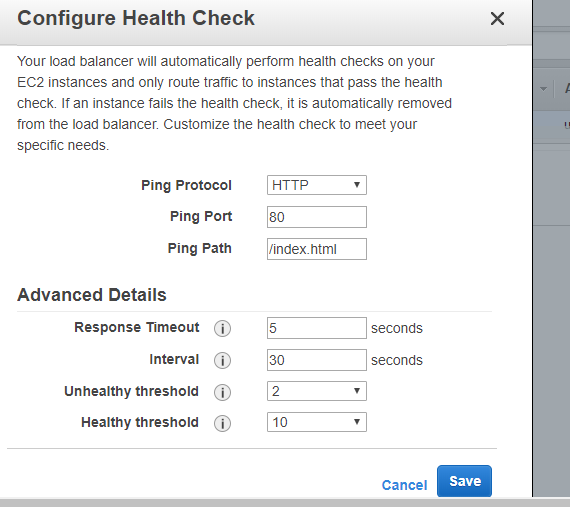 Configure Health Check
Your load balancer will automatically perform health checks on your
EC2 instances and only route traffic to instances that pass the health
check. If an instance fails the health check, it is automatically removed
from the load balancer. Customize the health check to meet your
specific needs.
Ping Protocol HTTP
Ping Port 80
Ping Path /index.html
Advanced Details
Response Timeout i 5 seconds
Interval i 30 seconds
Unhealthy threshold i 2
Healthy threshold i 10
Cancel Save